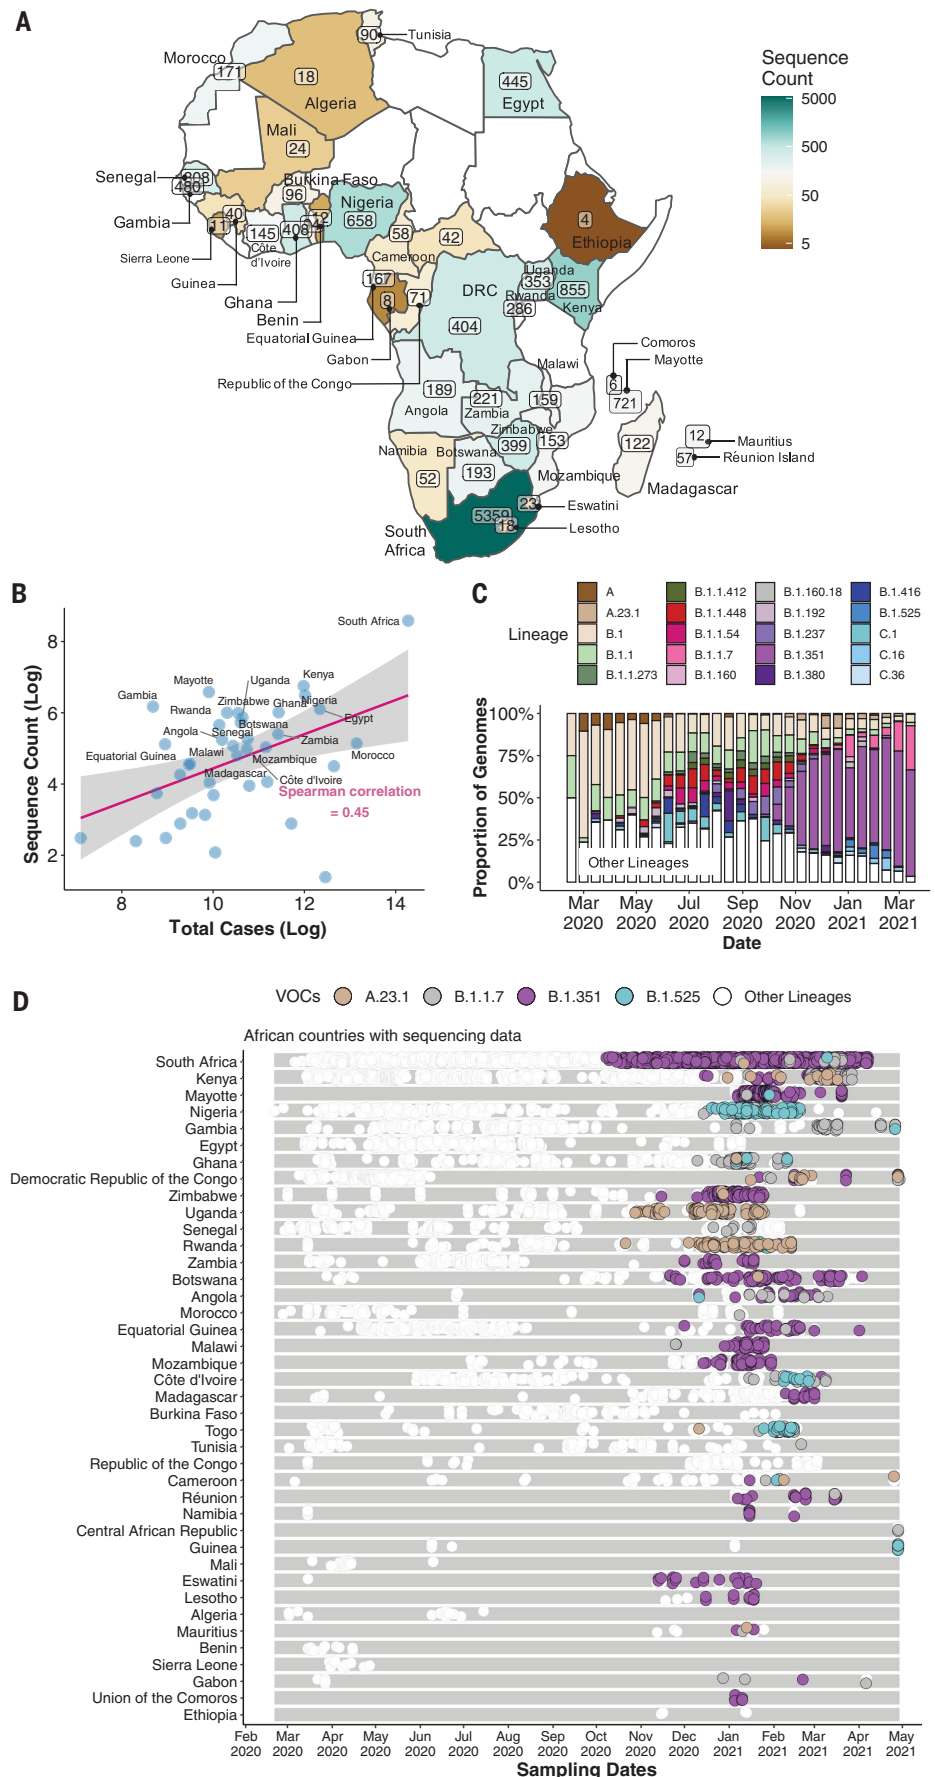 A
Sequence
Count
5000
500
50
5
90
Tunisia
Morocco
171
18
Algeria
445
Egypt
Mali
24
Senegal
Burkina Faso
96
480
Nigeria
658
4
Ethiopia
Gambia
11
40
145
408
58
42
Côte
d'Ivoire
Cameroon
Sierra Leone
Guinea
Ghana
Benin
167
8
71
DRC
404
Uganda
353
855
Rwanda
286
Kenya
Equatorial Guinea
Gabon
Republic of the Congo
Comoros
Mayotte
6
721
Malawi
189
Angola
221
Zambia
159
Zimbabwe
399
153
122
12
Mauritius
57
Réunion Island
Namibia
52
Botswana
193
Mozambique
Madagascar
23
Eswatini
5359
18
Lesotho
South
Africa
B
Sequence Count (Log)
8
6
4
2
South Africa
Mayotte
Uganda
Kenya
Gambia
Zimbabwe
Ghana
Nigeria
Rwanda
Egypt
Angola
Senegal
Botswana
Zambia
Equatorial Guinea
Malawi
Mozambique
Morocco
Madagascar
Côte d'Ivoire
Spearman correlation
= 0.45
8
10
12
14
Total Cases (Log)
C
Lineage
A
A.23.1
B.1
B.1.1
B.1.1.273
B.1.1.412
B.1.1.448
B.1.1.54
B.1.1.7
B.1.160
B.1.160.18
B.1.192
B.1.237
B.1.351
B.1.380
B.1.416
B.1.525
C.1
C.16
C.36
Proportion of Genomes
100%
75%
50%
25%
0%
Other Lineages
Mar 2020
May 2020
Jul 2020
Sep 2020
Nov 2020
Jan 2021
Mar 2021
Date
D
VOCs
A.23.1
B.1.1.7
B.1.351
B.1.525
Other Lineages
African countries with sequencing data
South Africa
Kenya
Mayotte
Nigeria
Gambia
Egypt
Ghana
Democratic Republic of the Congo
Zimbabwe
Uganda
Senegal
Rwanda
Zambia
Botswana
Angola
Morocco
Equatorial Guinea
Malawi
Mozambique
Côte d'Ivoire
Madagascar
Burkina Faso
Togo
Tunisia
Republic of the Congo
Cameroon
Réunion
Namibia
Central African Republic
Guinea
Mali
Eswatini
Lesotho
Algeria
Mauritius
Benin
Sierra Leone
Gabon
Union of the Comoros
Ethiopia
Feb 2020
Mar 2020
Apr 2020
May 2020
Jun 2020
Jul 2020
Aug 2020
Sep 2020
Oct 2020
Nov 2020
Dec 2020
Jan 2021
Feb 2021
Mar 2021
Apr 2021
May 2021
Sampling Dates